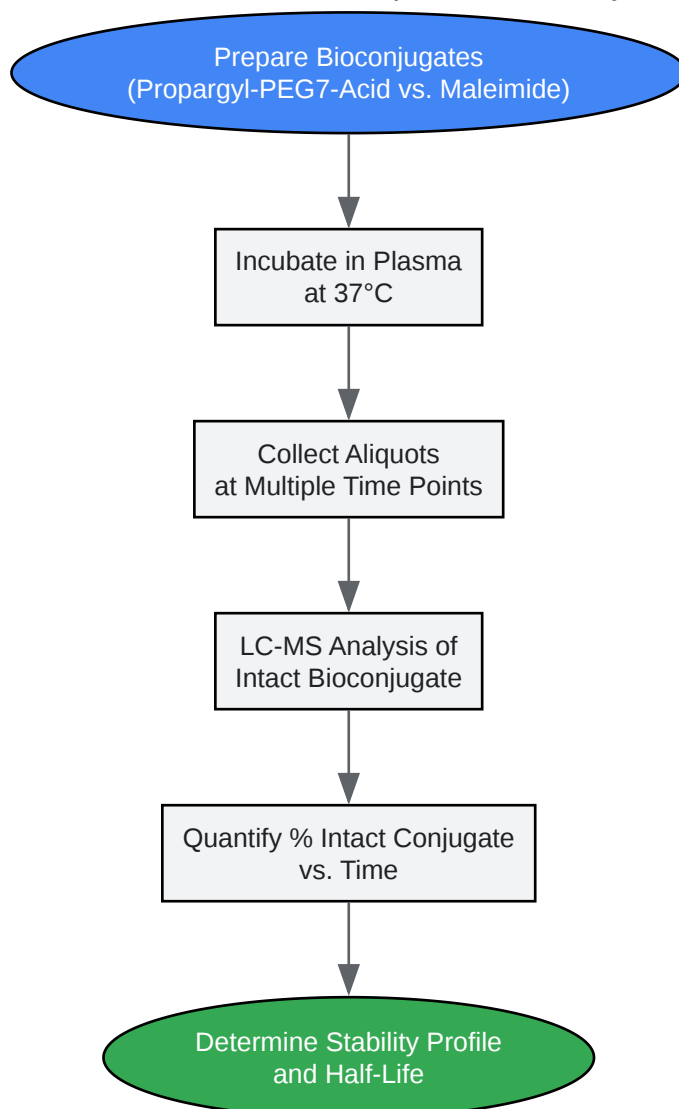 Prepare Bioconjugates
(Propargyl-PEG7-Acid vs. Maleimide)
Incubate in Plasma
at 37°C
Collect Aliquots
at Multiple Time Points
LC-MS Analysis of
Intact Bioconjugate
Quantify % Intact Conjugate
vs. Time
Determine Stability Profile
and Half-Life